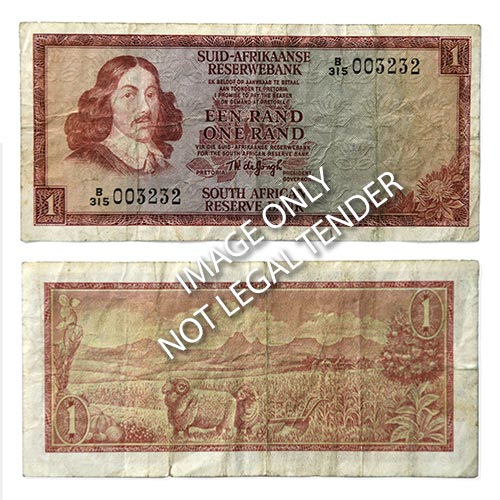 SUID-AFRIKAANSE
RESERWEBANK
EK BELOOF OP AANVRAAG TE BETAAL
AAN TOONDER TE PRETORIA
I PROMISE TO PAY THE BEARER
ON DEMAND AT PRETORIA
EEN RAND
ONE RAND
VIR DIE SUID-AFRIKAANSE RESERWEBANK
FOR THE SOUTH AFRICAN RESERVE BANK
PRETORIA
PRESIDENT
GOVERNOR
SOUTH AFRICAN
RESERVE
B/315 003232
1
B/315 003232
1
IMAGE ONLY
NOT LEGAL TENDER
1
1